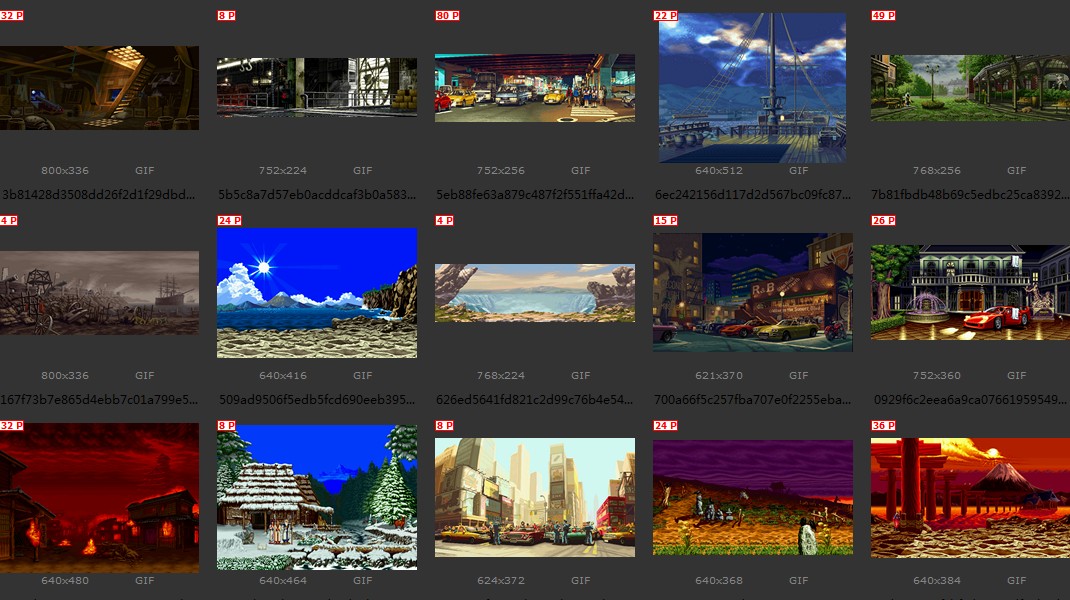 32 P 8 P 80 P 22 P 49 P
800x336 GIF 752x224 GIF 752x256 GIF 640x512 GIF 768x256 GIF
3b81428d3508dd26f2d1f29dbd... 5b5c8a7d57eb0acddcaf3b0a583... 5eb88fe63a879c487f2f551ffa42d... 6ec242156d117d2d567bc09fc87... 7b81fbdb48b69c5edbc25ca8392...
4 P 24 P 4 P 15 P 26 P
R&B
800x336 GIF 640x416 GIF 768x224 GIF 621x370 GIF 752x360 GIF
167f73b7e865d4ebb7c01a799e5... 509ad9506f5edb5fcd690eeb395... 626ed5641fd821c2d99c76b4e54... 700a66f5c257fba707e0f2255eba... 0929f6c2eea6a9ca07661959549...
32 P 8 P 8 P 24 P 36 P
640x480 GIF 640x464 GIF 624x372 GIF 640x368 GIF 640x384 GIF